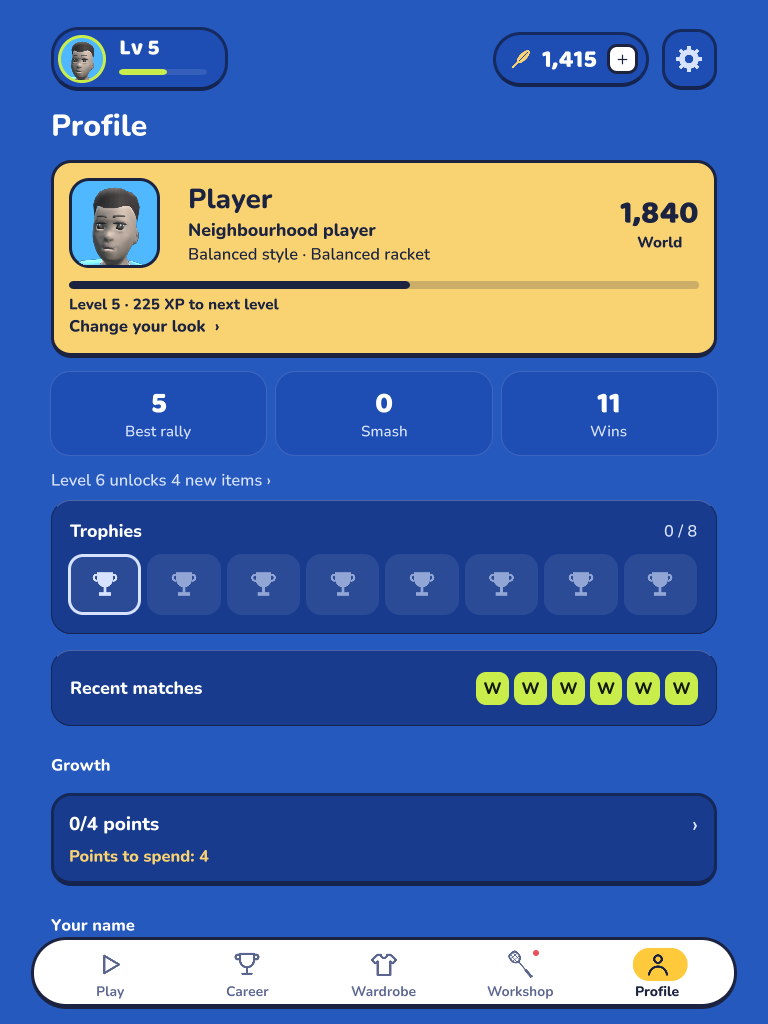 Lv 5
1,415
+
Profile
Player
Neighbourhood player
Balanced style · Balanced racket
1,840
World
Level 5 · 225 XP to next level
Change your look ›
5
Best rally
0
Smash
11
Wins
Level 6 unlocks 4 new items ›
Trophies
0 / 8
Recent matches
W W W W W W
Growth
0/4 points ›
Points to spend: 4
Your name
Play
Career
Wardrobe
Workshop
Profile